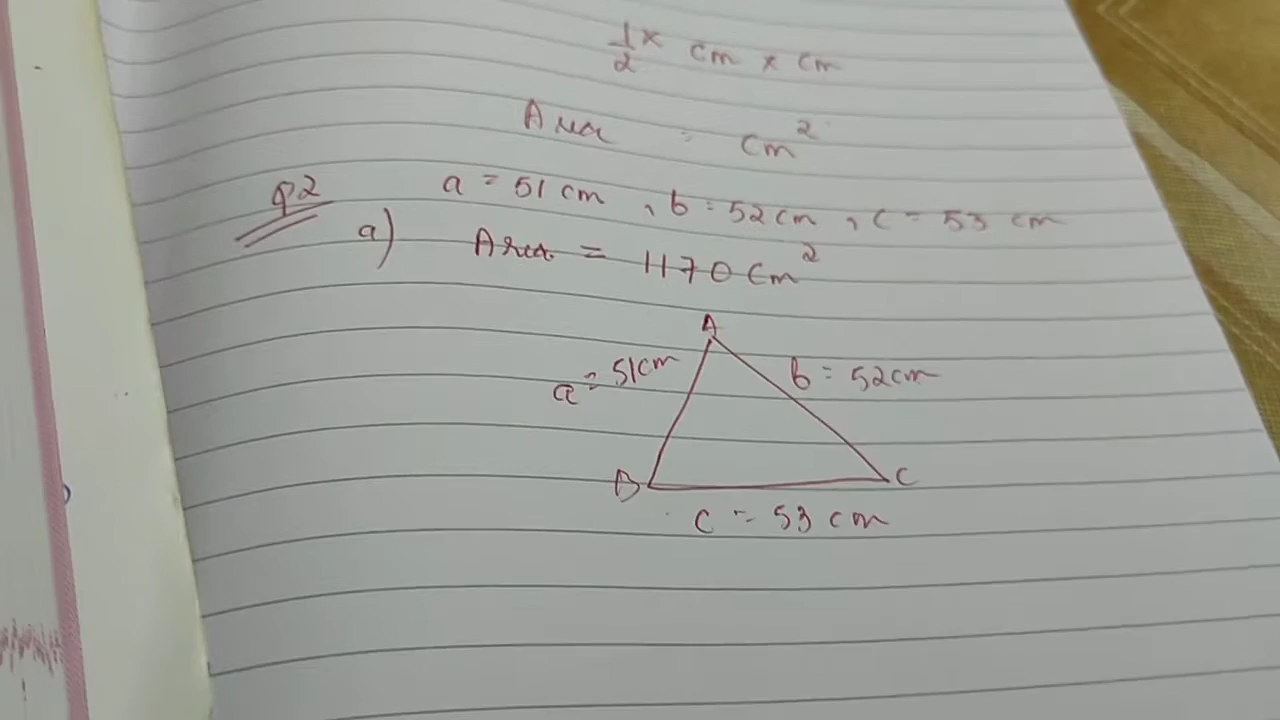 1/2 × cm × cm
Area = cm²
Q2 a = 51 cm, b = 52 cm, c = 53 cm
a) Area = 1170 cm²
A
a = 51cm b = 52cm
B C
c = 53 cm